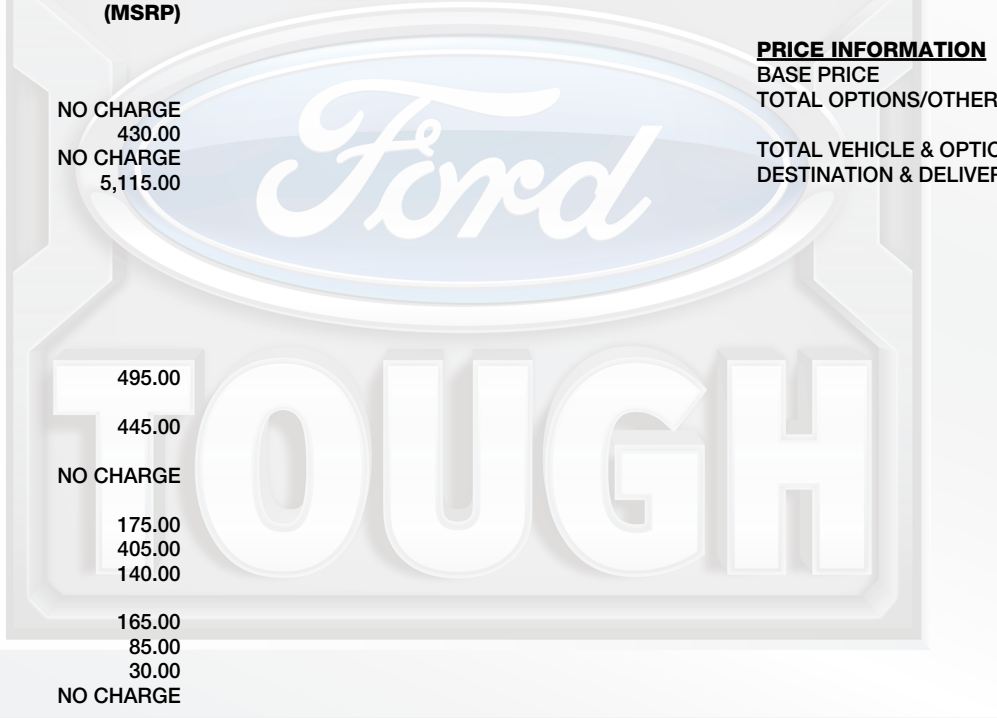 (MSRP)
NO CHARGE
430.00
NO CHARGE
5,115.00
495.00
445.00
NO CHARGE
175.00
405.00
140.00
165.00
85.00
30.00
NO CHARGE
PRICE INFORMATION
BASE PRICE
TOTAL OPTIONS/OTHER
TOTAL VEHICLE & OPTIO
DESTINATION & DELIVER
Ford
TOUGH